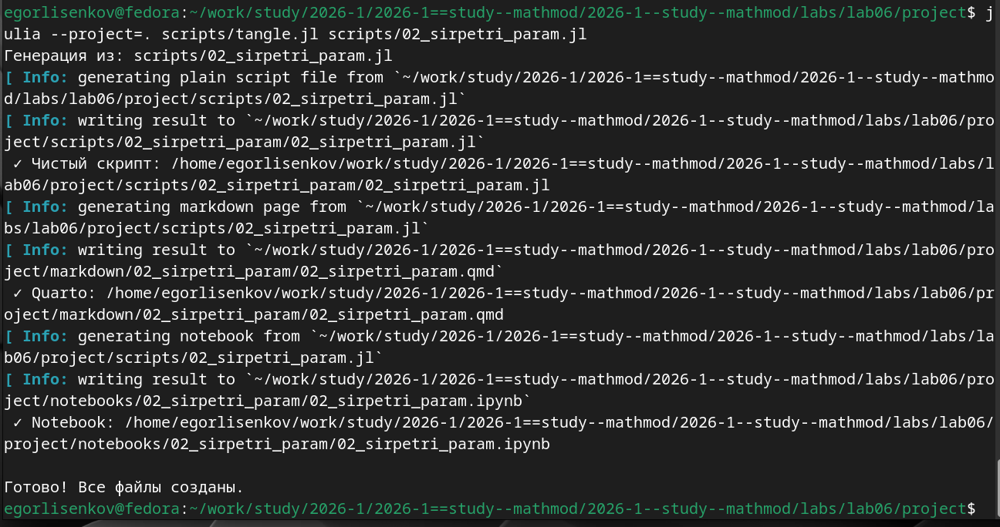 egorlisenkov@fedora:~/work/study/2026-1/2026-1==study--mathmod/2026-1--study--mathmod/labs/lab06/project$ j
ulia --project=. scripts/tangle.jl scripts/02_sirpetri_param.jl
Генерация из: scripts/02_sirpetri_param.jl
[ Info: generating plain script file from `~/work/study/2026-1/2026-1==study--mathmod/2026-1--study--mathmo
d/labs/lab06/project/scripts/02_sirpetri_param.jl`
[ Info: writing result to `~/work/study/2026-1/2026-1==study--mathmod/2026-1--study--mathmod/labs/lab06/pro
ject/scripts/02_sirpetri_param/02_sirpetri_param.jl`
✓ Чистый скрипт: /home/egorlisenkov/work/study/2026-1/2026-1==study--mathmod/2026-1--study--mathmod/labs/l
ab06/project/scripts/02_sirpetri_param/02_sirpetri_param.jl
[ Info: generating markdown page from `~/work/study/2026-1/2026-1==study--mathmod/2026-1--study--mathmod/la
bs/lab06/project/scripts/02_sirpetri_param.jl`
[ Info: writing result to `~/work/study/2026-1/2026-1==study--mathmod/2026-1--study--mathmod/labs/lab06/pro
ject/markdown/02_sirpetri_param/02_sirpetri_param.qmd`
✓ Quarto: /home/egorlisenkov/work/study/2026-1/2026-1==study--mathmod/2026-1--study--mathmod/labs/lab06/pr
oject/markdown/02_sirpetri_param/02_sirpetri_param.qmd
[ Info: generating notebook from `~/work/study/2026-1/2026-1==study--mathmod/2026-1--study--mathmod/labs/la
b06/project/scripts/02_sirpetri_param.jl`
[ Info: writing result to `~/work/study/2026-1/2026-1==study--mathmod/2026-1--study--mathmod/labs/lab06/pro
ject/notebooks/02_sirpetri_param/02_sirpetri_param.ipynb`
✓ Notebook: /home/egorlisenkov/work/study/2026-1/2026-1==study--mathmod/2026-1--study--mathmod/labs/lab06/
project/notebooks/02_sirpetri_param/02_sirpetri_param.ipynb
Готово! Все файлы созданы.
egorlisenkov@fedora:~/work/study/2026-1/2026-1==study--mathmod/2026-1--study--mathmod/labs/lab06/project$